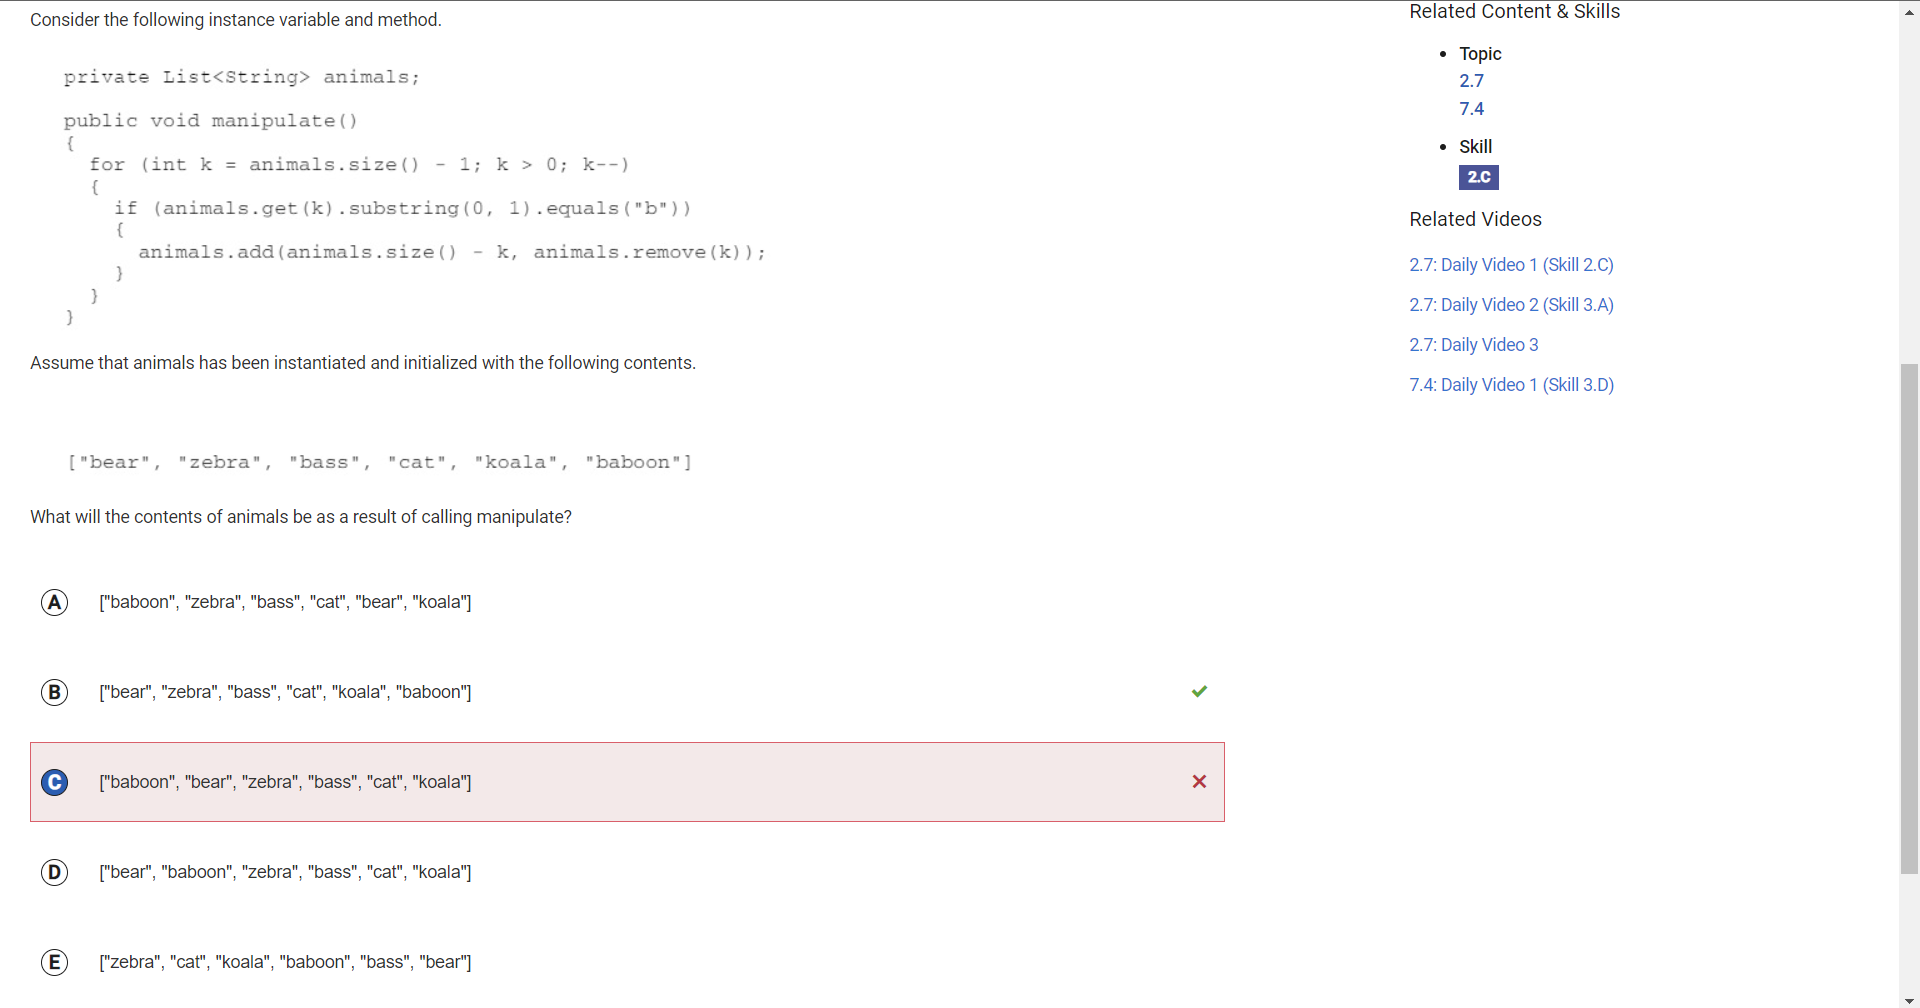 Consider the following instance variable and method.
private List<String> animals;
public void manipulate()
{
for (int k = animals.size() - 1; k > 0; k--)
{
if (animals.get(k).substring(0, 1).equals("b"))
{
animals.add(animals.size() - k, animals.remove(k));
}
}
}
Assume that animals has been instantiated and initialized with the following contents.
["bear", "zebra", "bass", "cat", "koala", "baboon"]
What will the contents of animals be as a result of calling manipulate?
A ["baboon", "zebra", "bass", "cat", "bear", "koala"]
B ["bear", "zebra", "bass", "cat", "koala", "baboon"]
C ["baboon", "bear", "zebra", "bass", "cat", "koala"]
D ["bear", "baboon", "zebra", "bass", "cat", "koala"]
E ["zebra", "cat", "koala", "baboon", "bass", "bear"]
Related Content & Skills
Topic
2.7
7.4
Skill
2.C
Related Videos
2.7: Daily Video 1 (Skill 2.C)
2.7: Daily Video 2 (Skill 3.A)
2.7: Daily Video 3
7.4: Daily Video 1 (Skill 3.D)